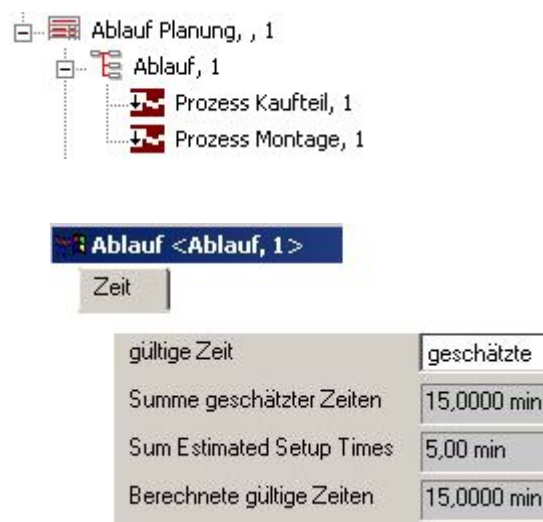 Ablauf Planung, , 1
Ablauf, 1
Prozess Kaufteil, 1
Prozess Montage, 1
Ablauf <Ablauf, 1>
Zeit
gültige Zeit geschätzte
Summe geschätzter Zeiten 15,0000 min
Sum Estimated Setup Times 5,00 min
Berechnete gültige Zeiten 15,0000 min